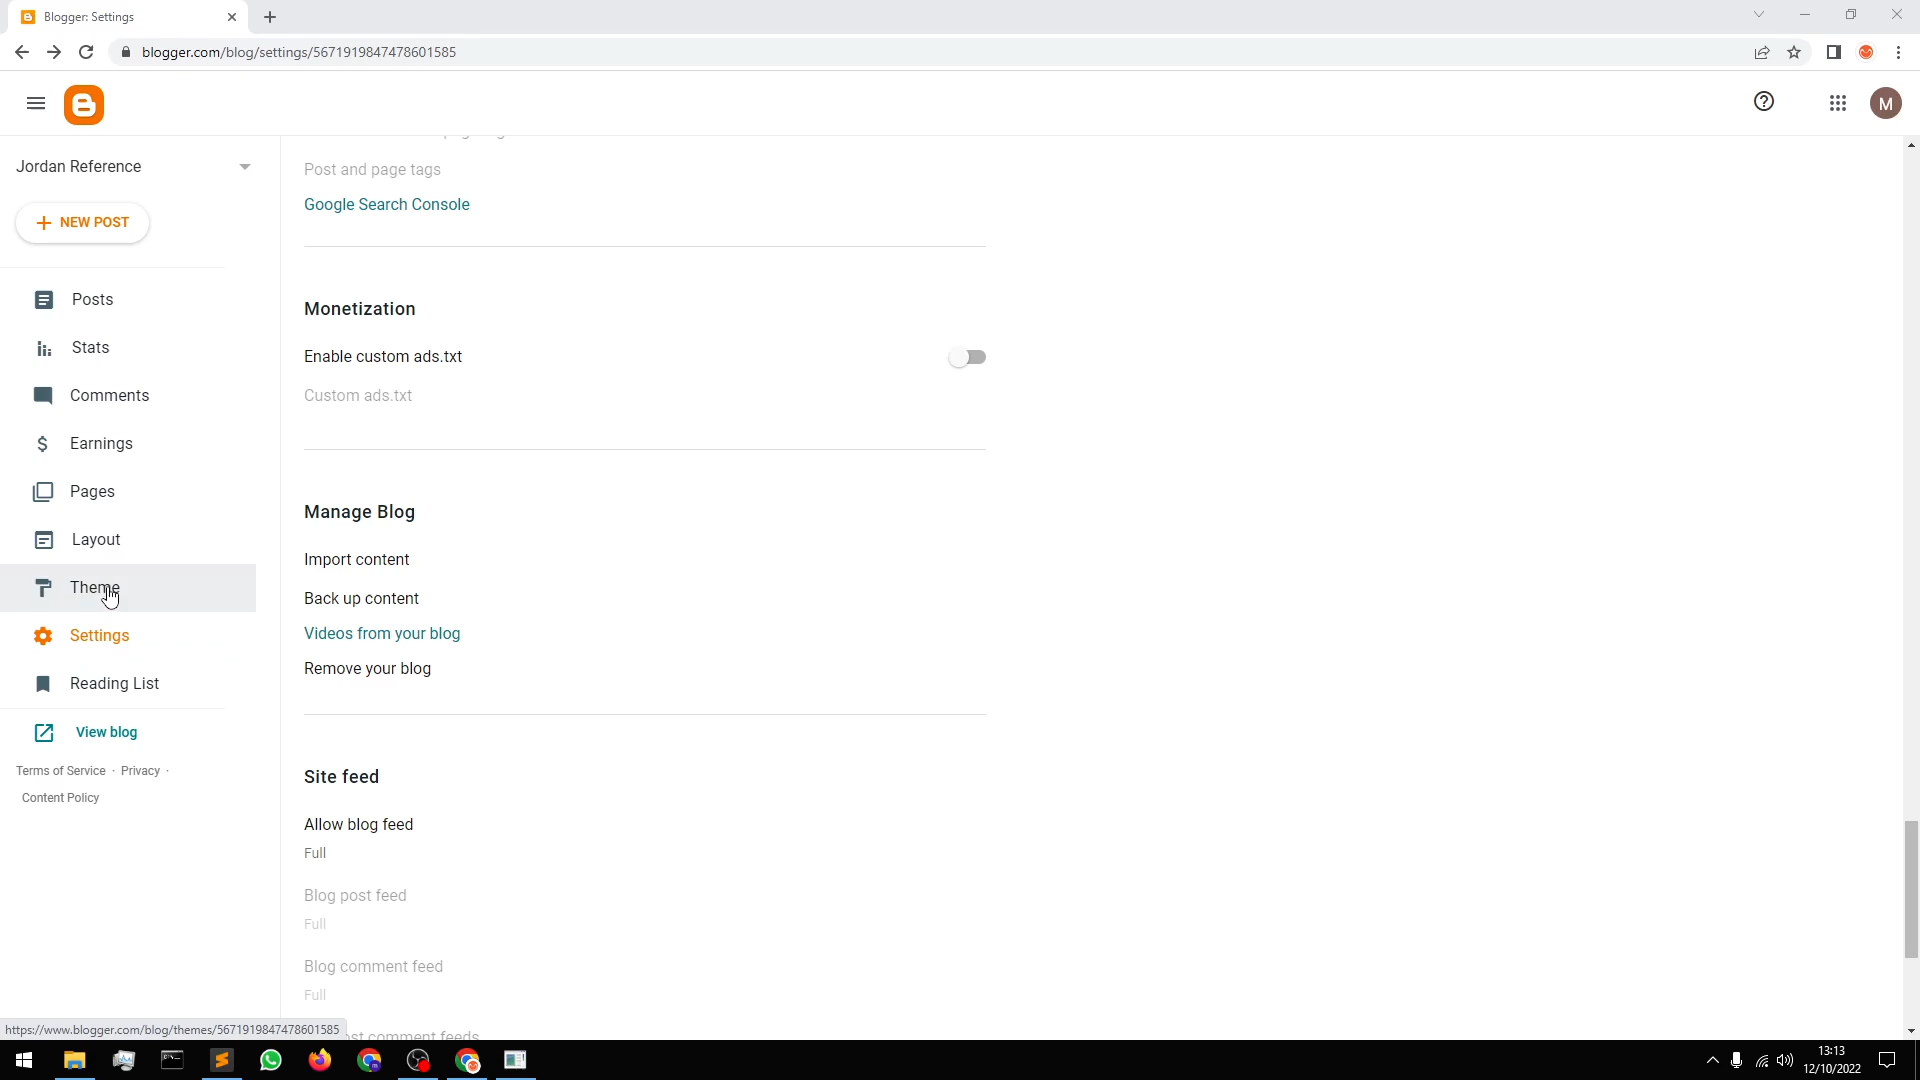 Blogger: Settings
blogger.com/blog/settings/5671919847478601585
M
Jordan Reference
NEW POST
Posts
Stats
Comments
Earnings
Pages
Layout
Theme
Settings
Reading List
View blog
Terms of Service · Privacy ·
Content Policy
Post and page tags
Google Search Console
Monetization
Enable custom ads.txt
Custom ads.txt
Manage Blog
Import content
Back up content
Videos from your blog
Remove your blog
Site feed
Allow blog feed
Full
Blog post feed
Full
Blog comment feed
Full
comment feeds
https://www.blogger.com/blog/themes/5671919847478601585
13:13
12/10/2022